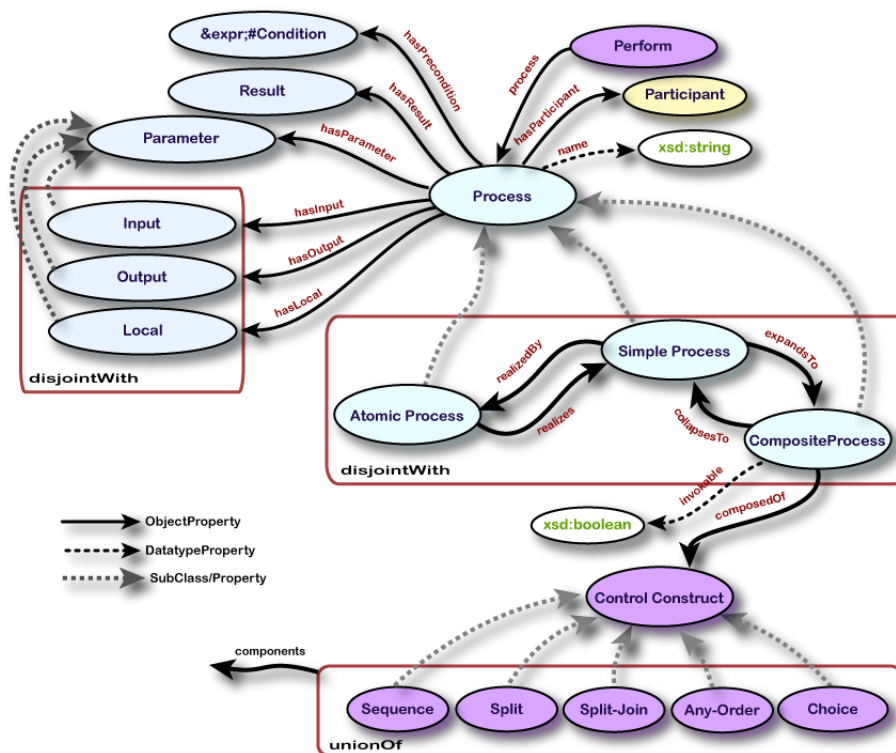 &expr;#Condition
Perform
hasPrecondition
process
Result
hasResult
hasParticipant
Participant
Parameter
hasParameter
name
xsd:string
Process
Input
hasInput
Output
hasOutput
Local
hasLocal
disjointWith
Simple Process
realizedBy
expandsTo
Atomic Process
realizes
collapsesTo
CompositeProcess
disjointWith
invokable
composedOf
xsd:boolean
ObjectProperty
DatatypeProperty
SubClass/Property
Control Construct
components
Sequence
Split
Split-Join
Any-Order
Choice
unionOf